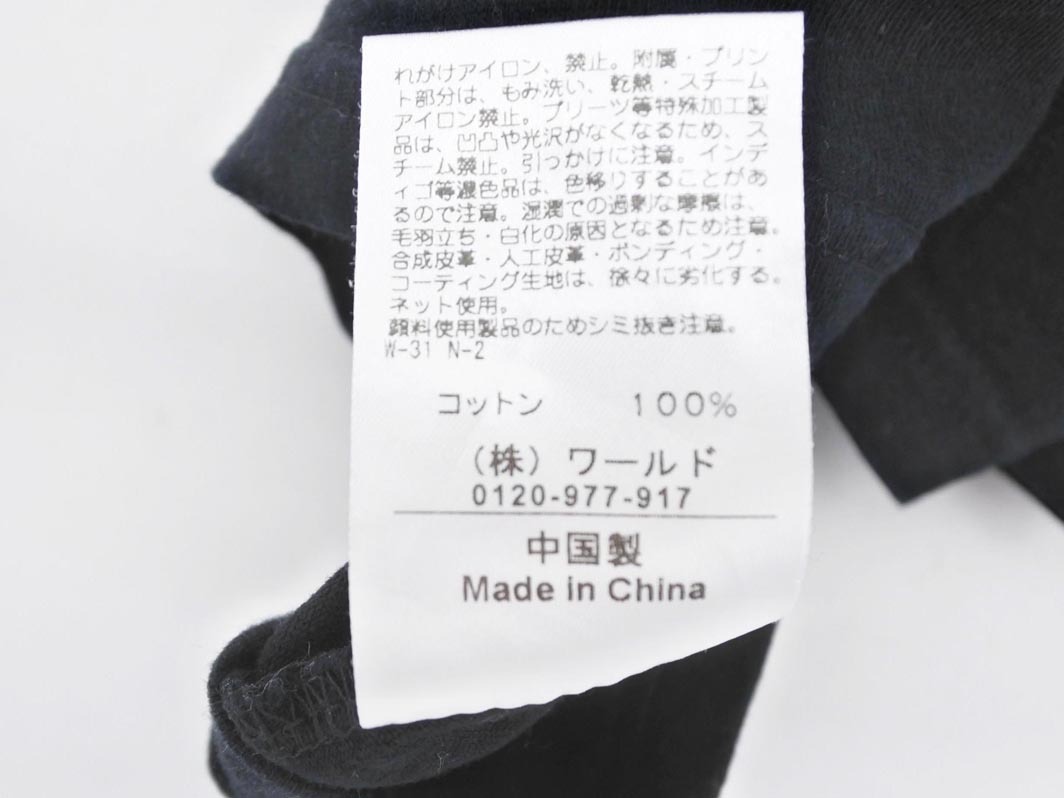 れがけアイロン、禁止。附属・プリン
ト部分は、もみ洗い、乾熱・スチーム
アイロン禁止。プリーツ等特殊加工製
品は、凹凸や光沢がなくなるため、ス
チーム禁止。引っかけに注意。インデ
ィゴ等濃色品は、色移りすることがあ
るので注意。湿潤での過剰な摩擦は、
毛羽立ち・白化の原因となるため注意。
合成皮革・人工皮革・ボンディング・
コーティング生地は、徐々に劣化する。
ネット使用。
顔料使用製品のためシミ抜き注意。
W-31 N-2
コットン 100%
（株）ワールド
0120-977-917
中国製
Made in China